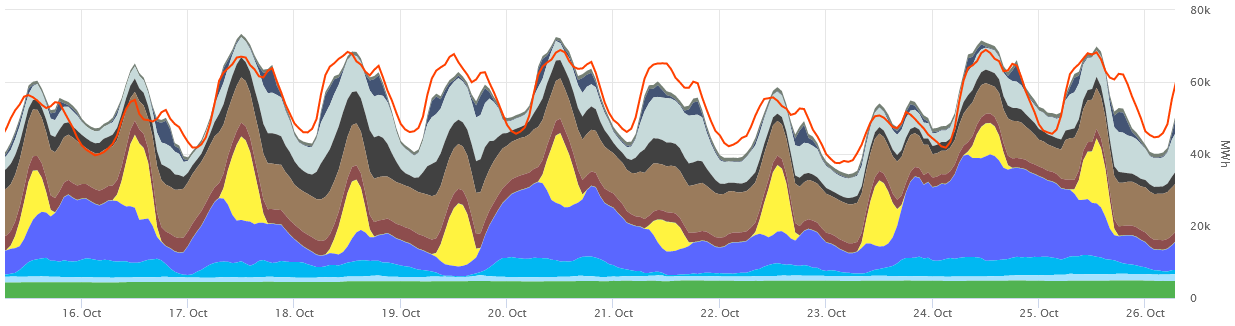 80k
60k
40k
20k
0
MWh
16. Oct
17. Oct
18. Oct
19. Oct
20. Oct
21. Oct
22. Oct
23. Oct
24. Oct
25. Oct
26. Oct